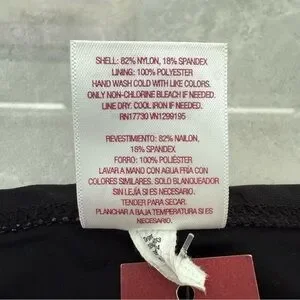 SHELL: 82% NYLON, 18% SPANDEX
LINING: 100% POLYESTER
HAND WASH COLD WITH LIKE COLORS.
ONLY NON-CHLORINE BLEACH IF NEEDED.
LINE DRY. COOL IRON IF NEEDED.
RN17730 VN1299195
REVESTIMIENTO: 82% NAILON,
18% SPANDEX
FORRO: 100% POLIÉSTER
LAVAR A MANO CON AGUA FRIA CON
COLORES SIMILARES. SOLO BLANQUEADOR
SIN LEJÍA SI ES NECESARIO.
TENDER PARA SECAR.
PLANCHAR A BAJA TEMPERATURA SI ES
NECESARIO.